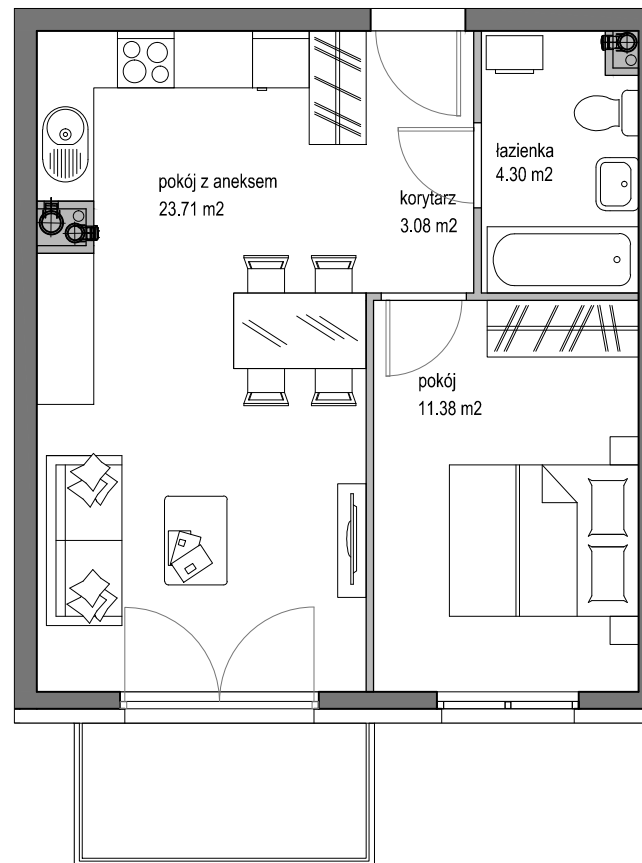 łazienka
4.30 m2
pokój z aneksem
23.71 m2
korytarz
3.08 m2
pokój
11.38 m2